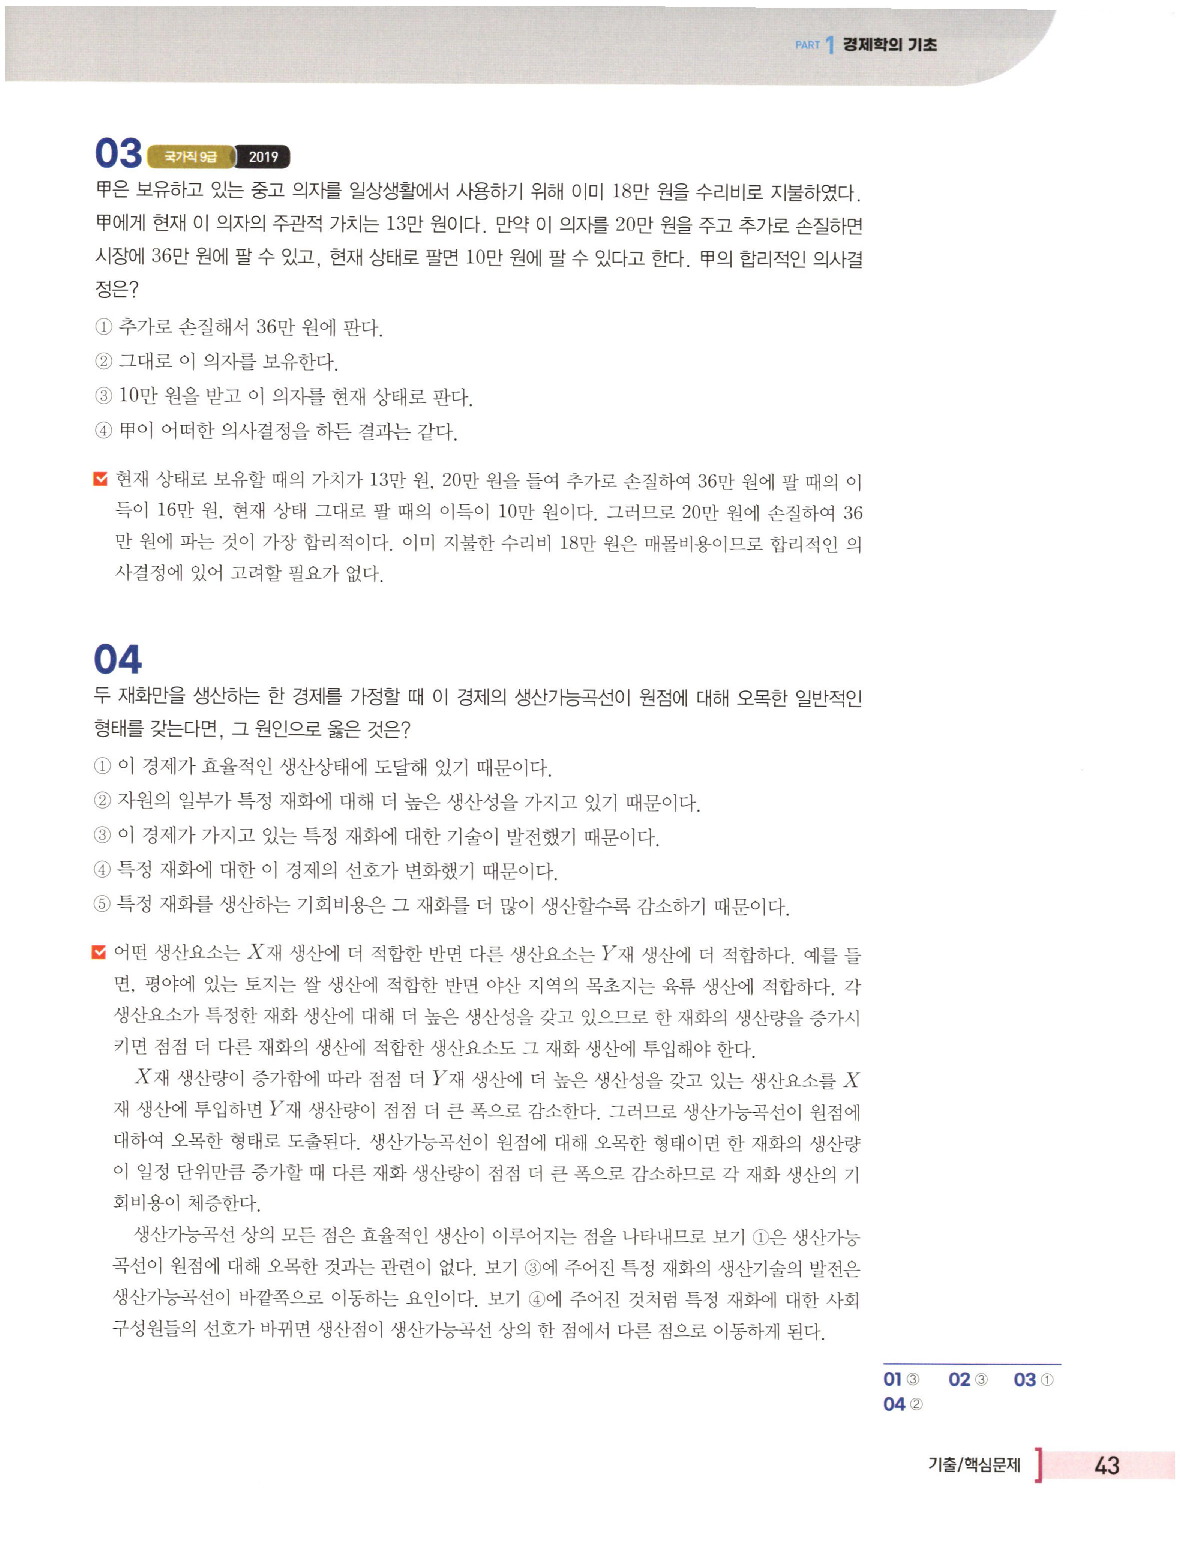 PART 1 경제학의 기초
03 국가직 9급 2019
甲은 보유하고 있는 중고 의자를 일상생활에서 사용하기 위해 이미 18만 원을 수리비로 지불하였다.
甲에게 현재 이 의자의 주관적 가치는 13만 원이다. 만약 이 의자를 20만 원을 주고 추가로 손질하면
시장에 36만 원에 팔 수 있고, 현재 상태로 팔면 10만 원에 팔 수 있다고 한다. 甲의 합리적인 의사결
정은?
① 추가로 손질해서 36만 원에 판다.
② 그대로 이 의자를 보유한다.
③ 10만 원을 받고 이 의자를 현재 상태로 판다.
④ 甲이 어떠한 의사결정을 하든 결과는 같다.
현재 상태로 보유할 때의 가치가 13만 원, 20만 원을 들여 추가로 손질하여 36만 원에 팔 때의 이
득이 16만 원, 현재 상태 그대로 팔 때의 이득이 10만 원이다. 그러므로 20만 원에 손질하여 36
만 원에 파는 것이 가장 합리적이다. 이미 지불한 수리비 18만 원은 매몰비용이므로 합리적인 의
사결정에 있어 고려할 필요가 없다.
04
두 재화만을 생산하는 한 경제를 가정할 때 이 경제의 생산가능곡선이 원점에 대해 오목한 일반적인
형태를 갖는다면, 그 원인으로 옳은 것은?
① 이 경제가 효율적인 생산상태에 도달해 있기 때문이다.
② 자원의 일부가 특정 재화에 대해 더 높은 생산성을 가지고 있기 때문이다.
③ 이 경제가 가지고 있는 특정 재화에 대한 기술이 발전했기 때문이다.
④ 특정 재화에 대한 이 경제의 선호가 변화했기 때문이다.
⑤ 특정 재화를 생산하는 기회비용은 그 재화를 더 많이 생산할수록 감소하기 때문이다.
어떤 생산요소는 X재 생산에 더 적합한 반면 다른 생산요소는 Y재 생산에 더 적합하다. 예를 들
면, 평야에 있는 토지는 쌀 생산에 적합한 반면 야산 지역의 목초지는 육류 생산에 적합하다. 각
생산요소가 특정한 재화 생산에 대해 더 높은 생산성을 갖고 있으므로 한 재화의 생산량을 증가시
키면 점점 더 다른 재화의 생산에 적합한 생산요소도 그 재화 생산에 투입해야 한다.
X재 생산량이 증가함에 따라 점점 더 Y재 생산에 더 높은 생산성을 갖고 있는 생산요소를 X
재 생산에 투입하면 Y재 생산량이 점점 더 큰 폭으로 감소한다. 그러므로 생산가능곡선이 원점에
대하여 오목한 형태로 도출된다. 생산가능곡선이 원점에 대해 오목한 형태이면 한 재화의 생산량
이 일정 단위만큼 증가할 때 다른 재화 생산량이 점점 더 큰 폭으로 감소하므로 각 재화 생산의 기
회비용이 체증한다.
생산가능곡선 상의 모든 점은 효율적인 생산이 이루어지는 점을 나타내므로 보기 ①은 생산가능
곡선이 원점에 대해 오목한 것과는 관련이 없다. 보기 ③에 주어진 특정 재화의 생산기술의 발전은
생산가능곡선이 바깥쪽으로 이동하는 요인이다. 보기 ④에 주어진 것처럼 특정 재화에 대한 사회
구성원들의 선호가 바뀌면 생산점이 생산가능곡선 상의 한 점에서 다른 점으로 이동하게 된다.
01 ③ 02 ③ 03 ①
04 ②
기출/핵심문제 43